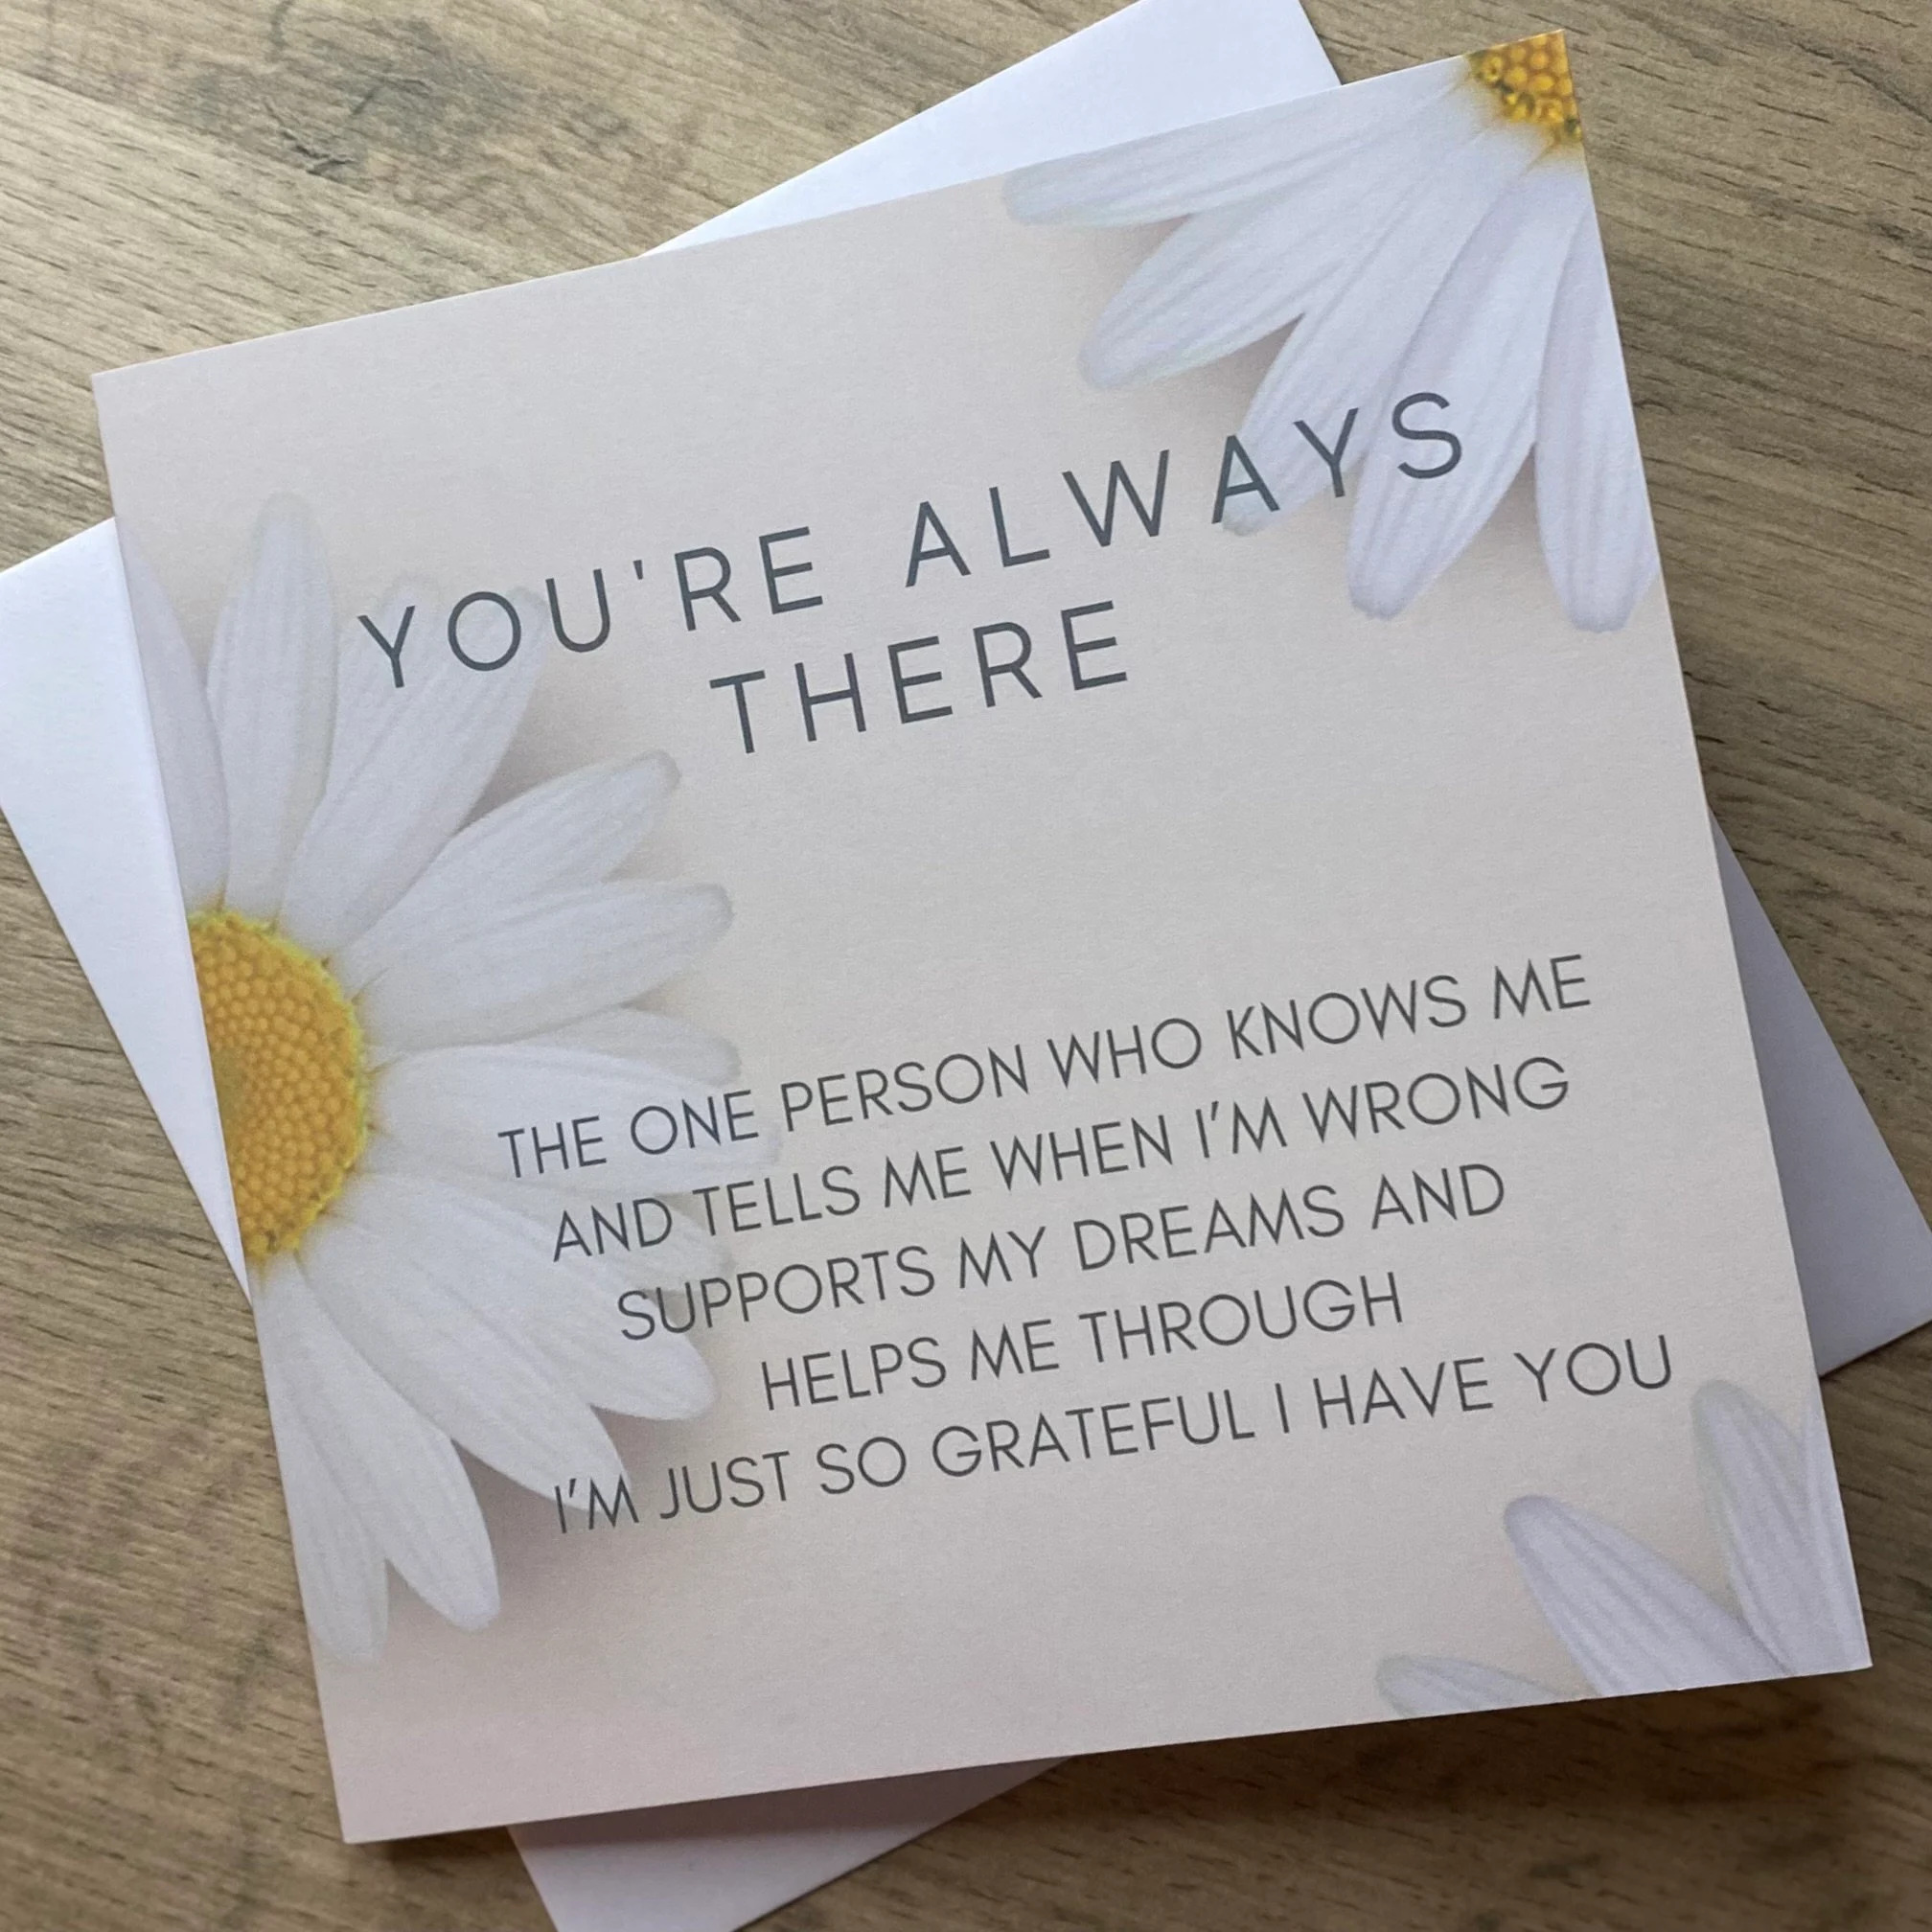 YOU'RE ALWAYS
THERE
THE ONE PERSON WHO KNOWS ME
AND TELLS ME WHEN I'M WRONG
SUPPORTS MY DREAMS AND
HELPS ME THROUGH
I'M JUST SO GRATEFUL I HAVE YOU